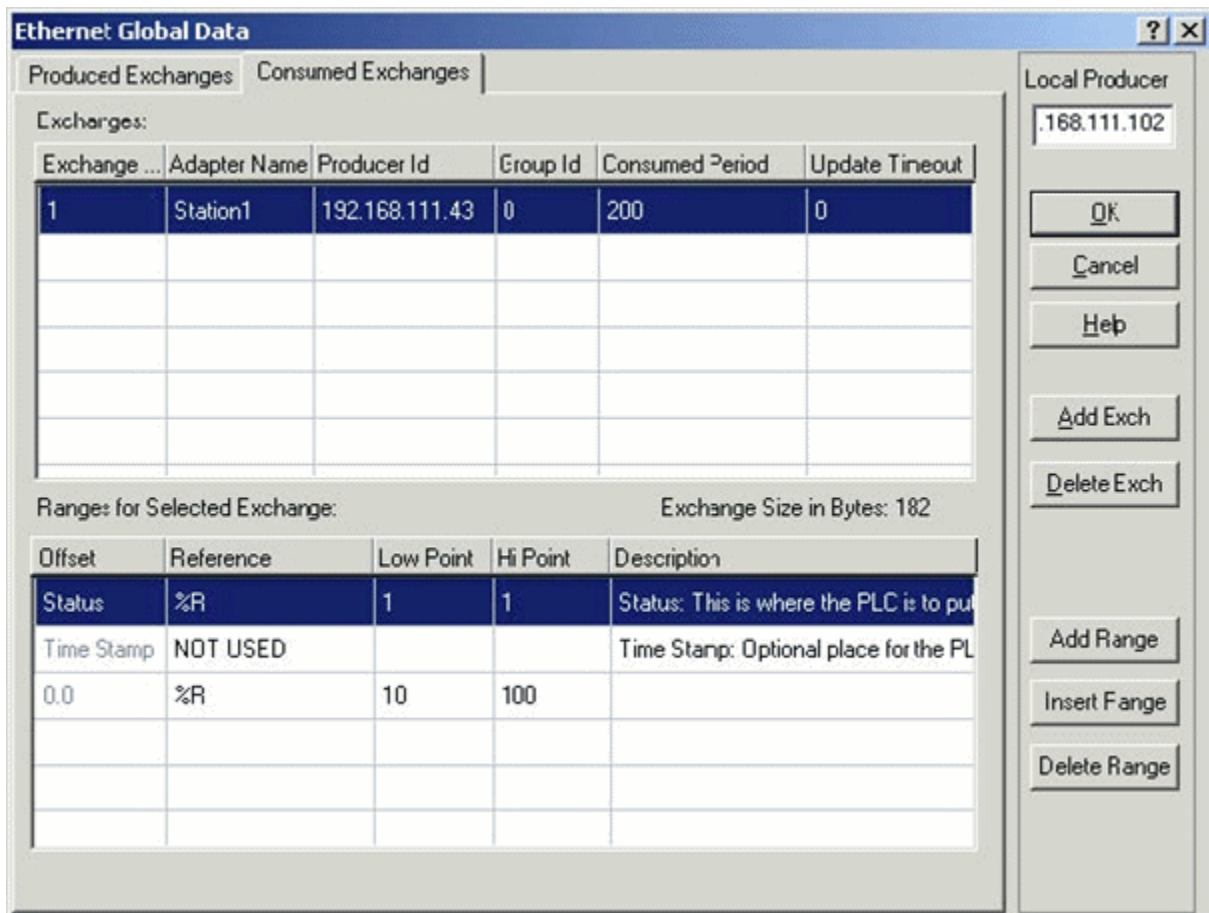 Ethernet Global Data
Produced Exchanges Consumed Exchanges
Local Producer
.168.111.102
Exchanges:
Exchange ... Adapter Name Producer Id Group Id Consumed Period Update Timeout
1 Station1 192.168.111.43 0 200 0
OK
Cancel
Help
Add Exch
Delete Exch
Ranges for Selected Exchange: Exchange Size in Bytes: 182
Offset Reference Low Point Hi Point Description
Status %R 1 1 Status: This is where the PLC is to put
Time Stamp NOT USED Time Stamp: Optional place for the PL
0.0 %R 10 100
Add Range
Insert Range
Delete Range